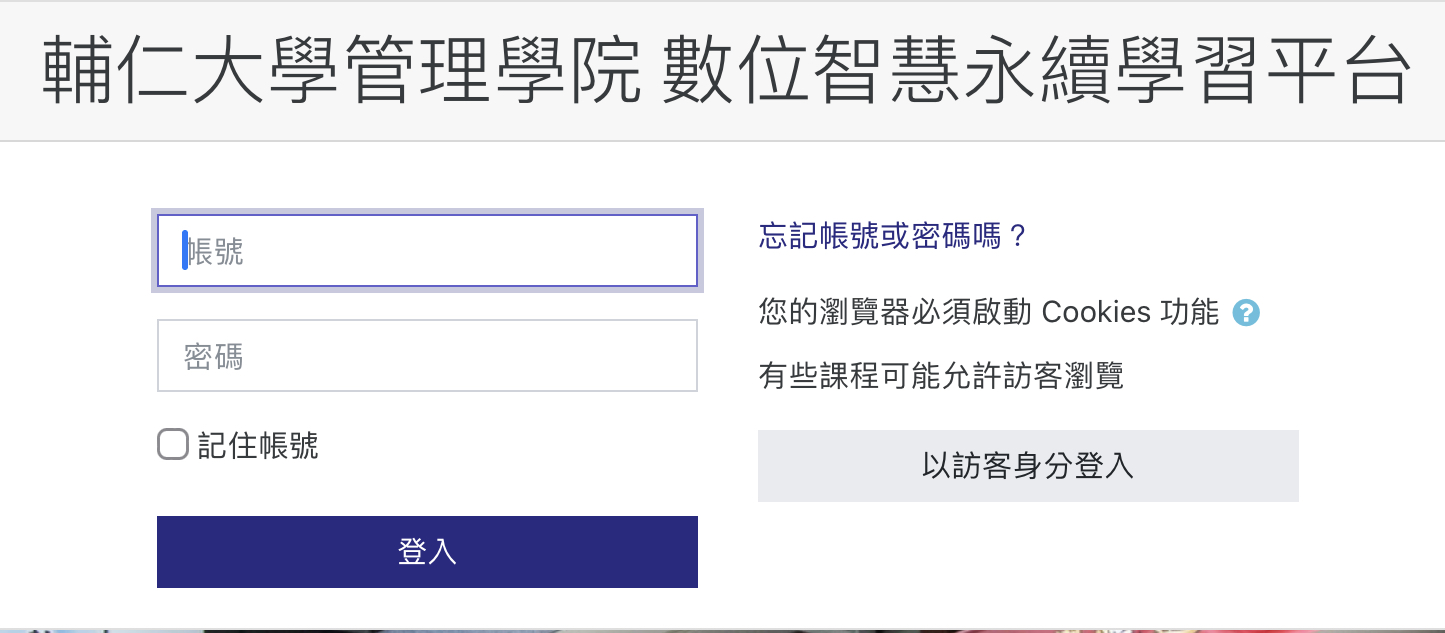 輔仁大學管理學院 數位智慧永續學習平台
帳號
密碼
記住帳號
登入
忘記帳號或密碼嗎？
您的瀏覽器必須啟動 Cookies 功能 ?
有些課程可能允許訪客瀏覽
以訪客身分登入